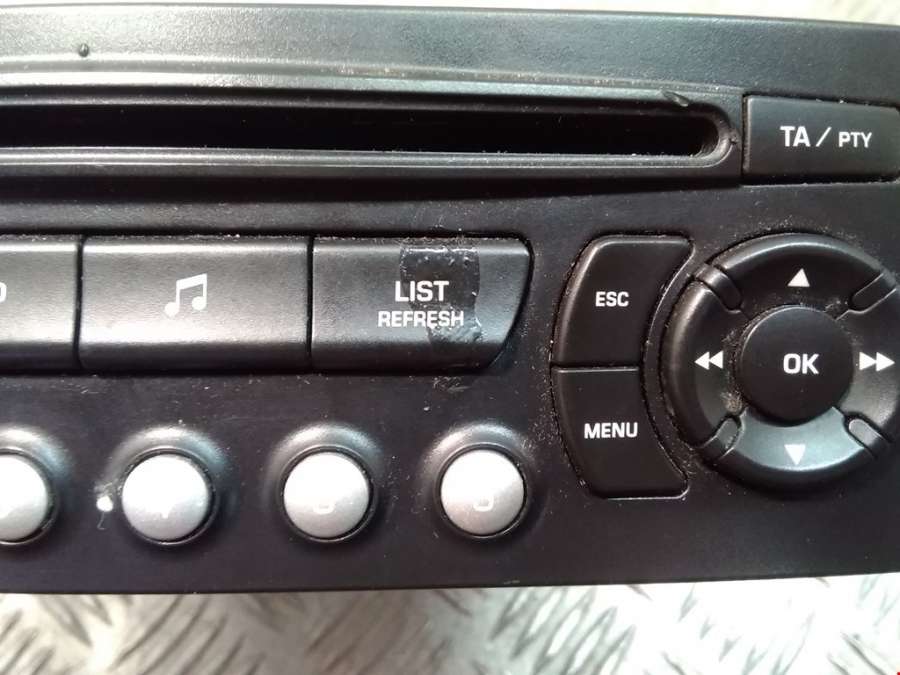 TA / PTY
LIST
REFRESH
ESC
MENU
OK